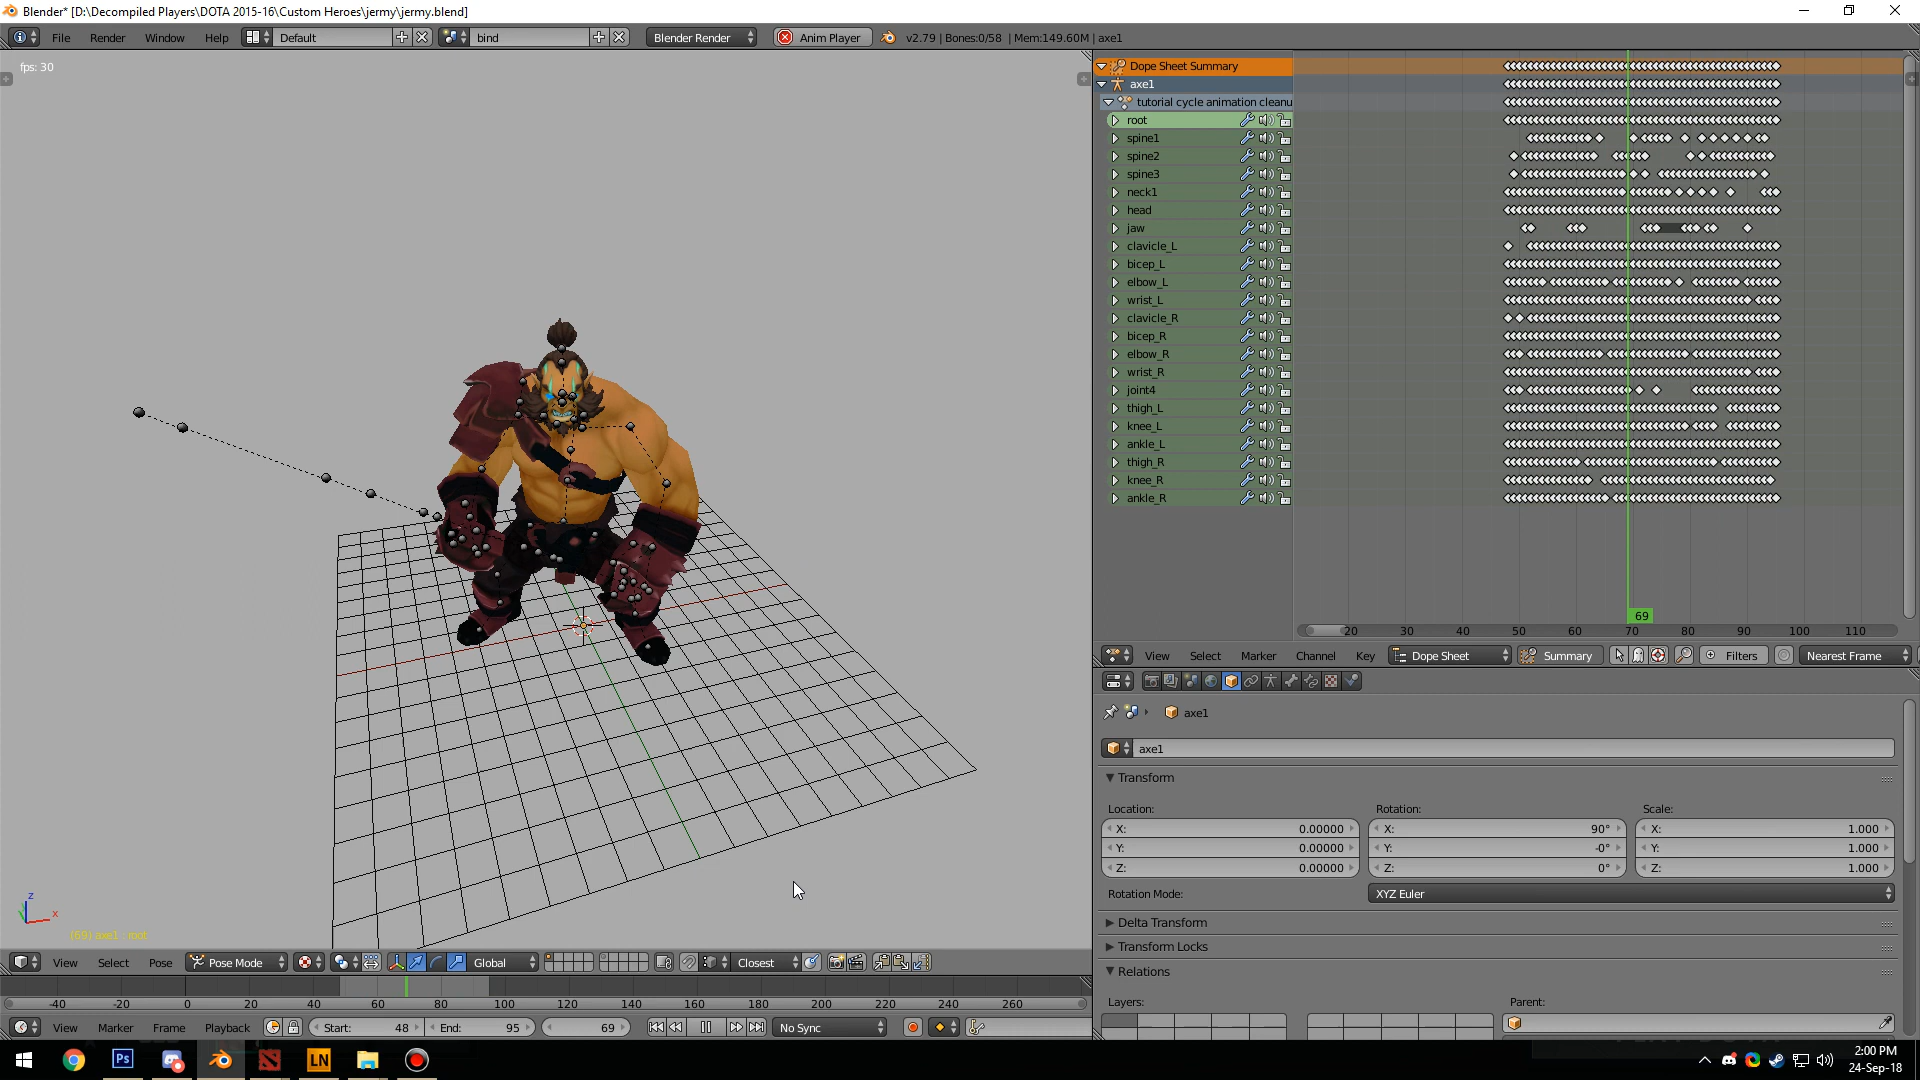 Blender* [D:\Decompiled Players\DOTA 2015-16\Custom Heroes\jermy\jermy.blend]
File Render Window Help Default bind Blender Render Anim Player v2.79 | Bones:0/58 | Mem:149.60M | axe1
fps: 30
(69) axe1 : root
Dope Sheet Summary
axe1
tutorial cycle animation cleanu
root
spine1
spine2
spine3
neck1
head
jaw
clavicle_L
bicep_L
elbow_L
wrist_L
clavicle_R
bicep_R
elbow_R
wrist_R
joint4
thigh_L
knee_L
ankle_L
thigh_R
knee_R
ankle_R
69
20 30 40 50 60 70 80 90 100 110
View Select Marker Channel Key Dope Sheet Summary Filters Nearest Frame
axe1
axe1
Transform
Location: Rotation: Scale:
X: 0.00000 X: 90° X: 1.000
Y: 0.00000 Y: -0° Y: 1.000
Z: 0.00000 Z: 0° Z: 1.000
Rotation Mode: XYZ Euler
Delta Transform
Transform Locks
Relations
Layers: Parent:
z
x
View Select Pose Pose Mode Global Closest
-40 -20 0 20 40 60 80 100 120 140 160 180 200 220 240 260
View Marker Frame Playback Start: 48 End: 95 69 No Sync
Ps
LN
2:00 PM
24-Sep-18